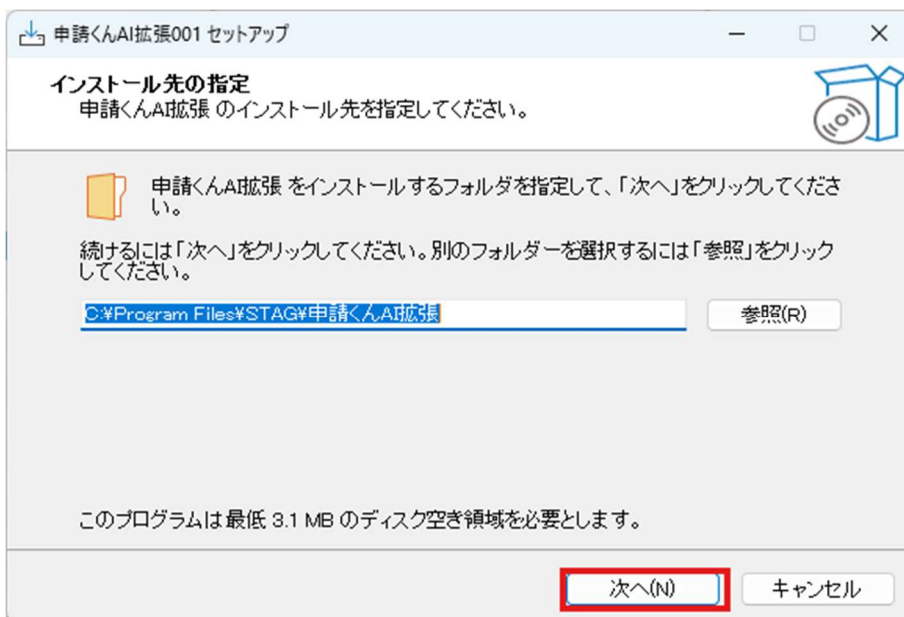 申請くんAI拡張001 セットアップ
インストール先の指定
申請くんAI拡張 のインストール先を指定してください。
申請くんAI拡張 をインストールするフォルダを指定して、「次へ」をクリックしてくださ
い。
続けるには「次へ」をクリックしてください。別のフォルダーを選択するには「参照」をクリック
してください。
C:¥Program Files¥STAG¥申請くんAI拡張
参照(R)
このプログラムは最低 3.1 MB のディスク空き領域を必要とします。
次へ(N)
キャンセル